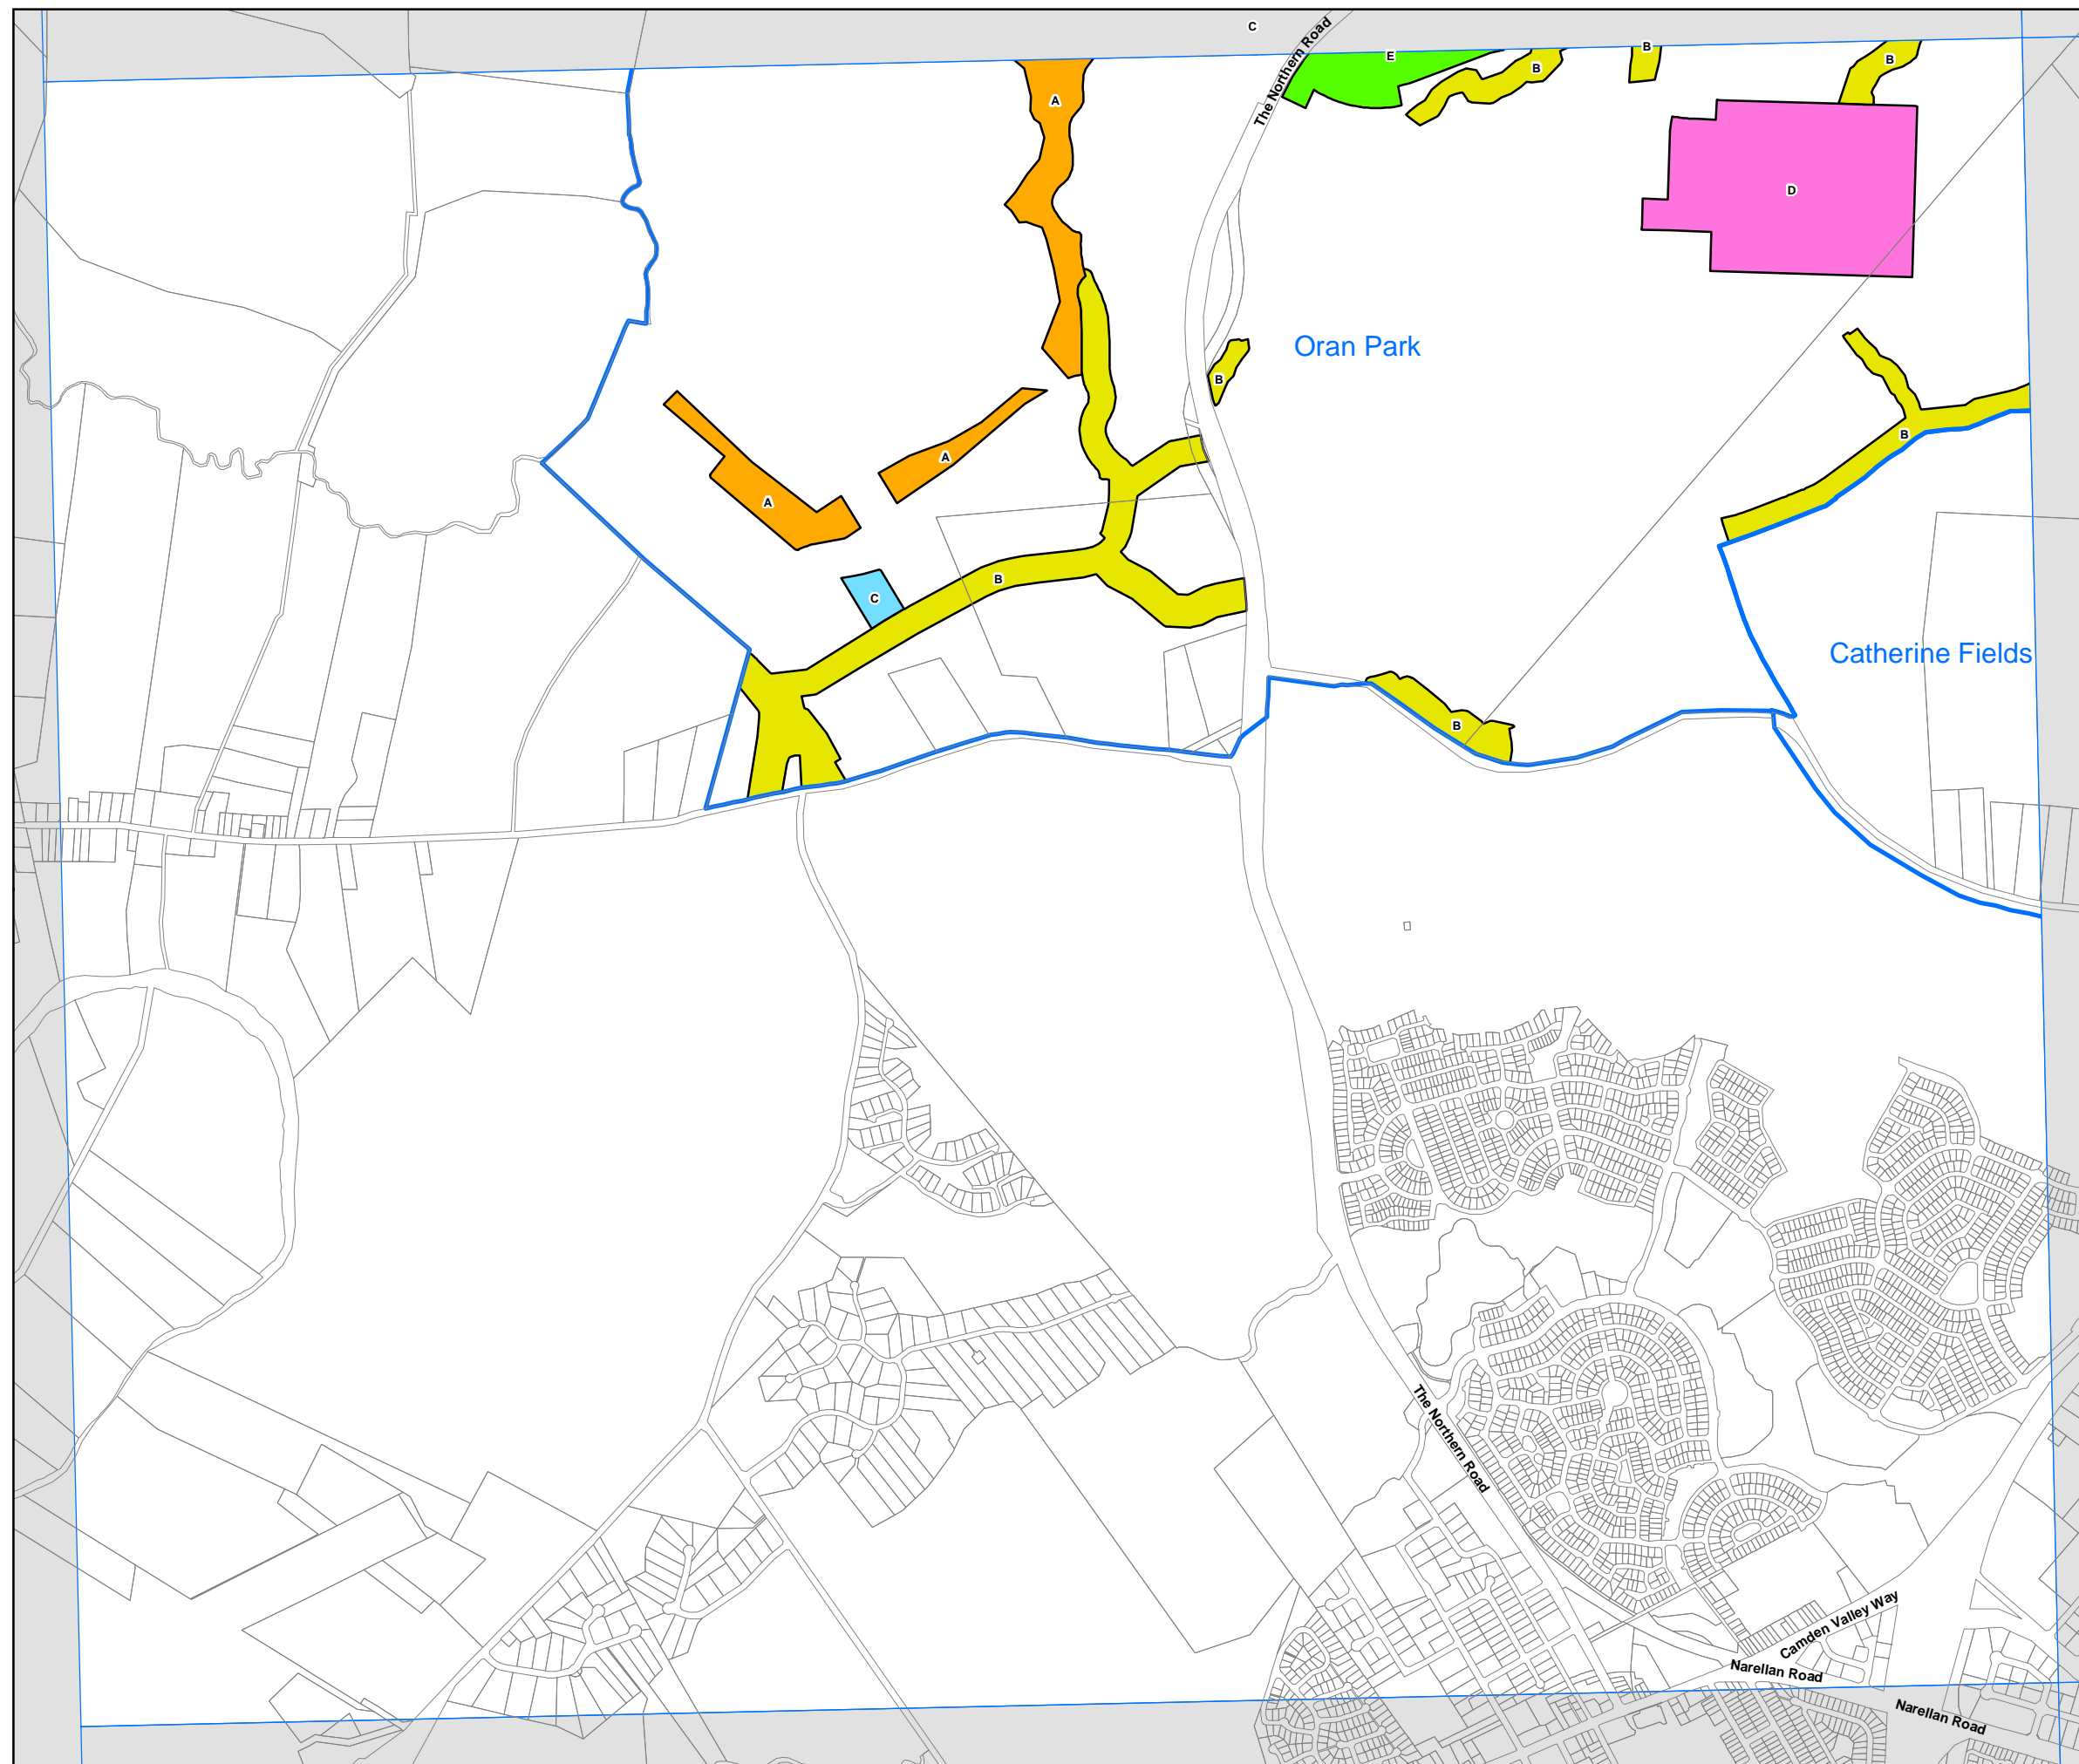 C
The Northern Road
B
E
B
B
A
D
Oran Park
B
B
A
A
B
C
Catherine Fields
B
The Northern Road
Camden Valley Way
Narellan Road
Narellan Road